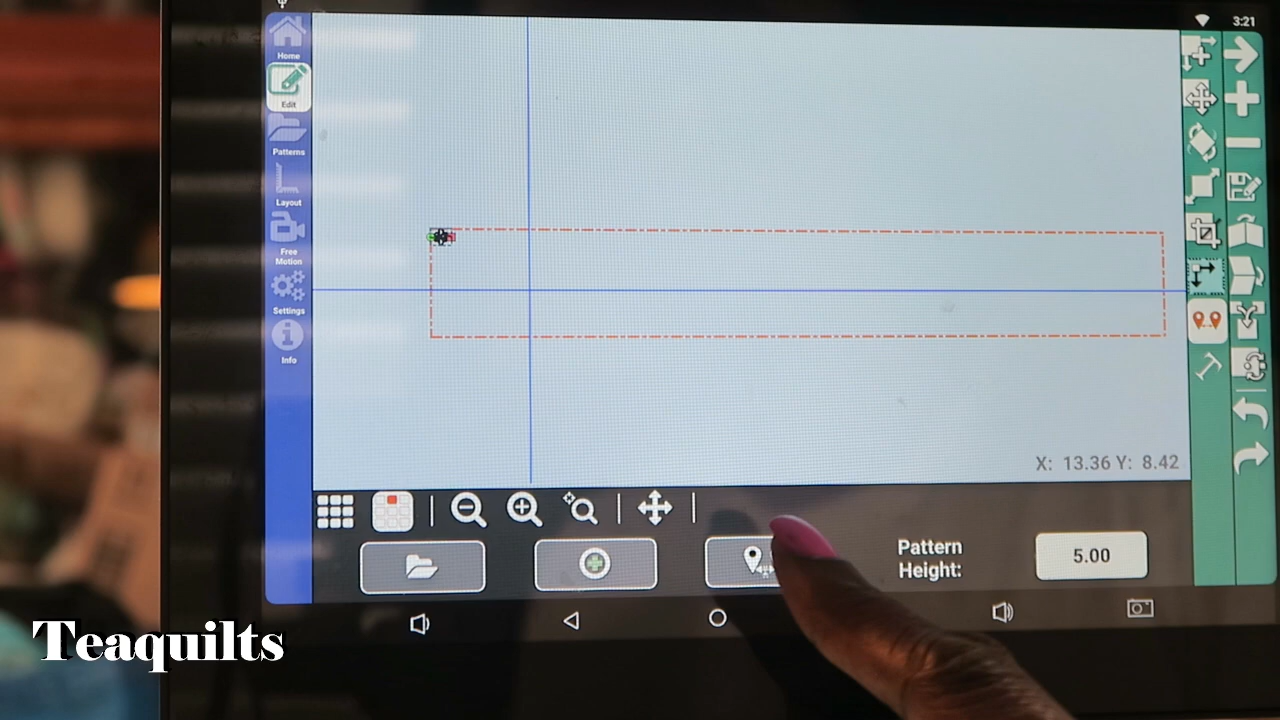 3:21
Home
Edit
Patterns
Layout
Free
Motion
Settings
Info
X: 13.36 Y: 8.42
Pattern
Height:
5.00
Teaquilts